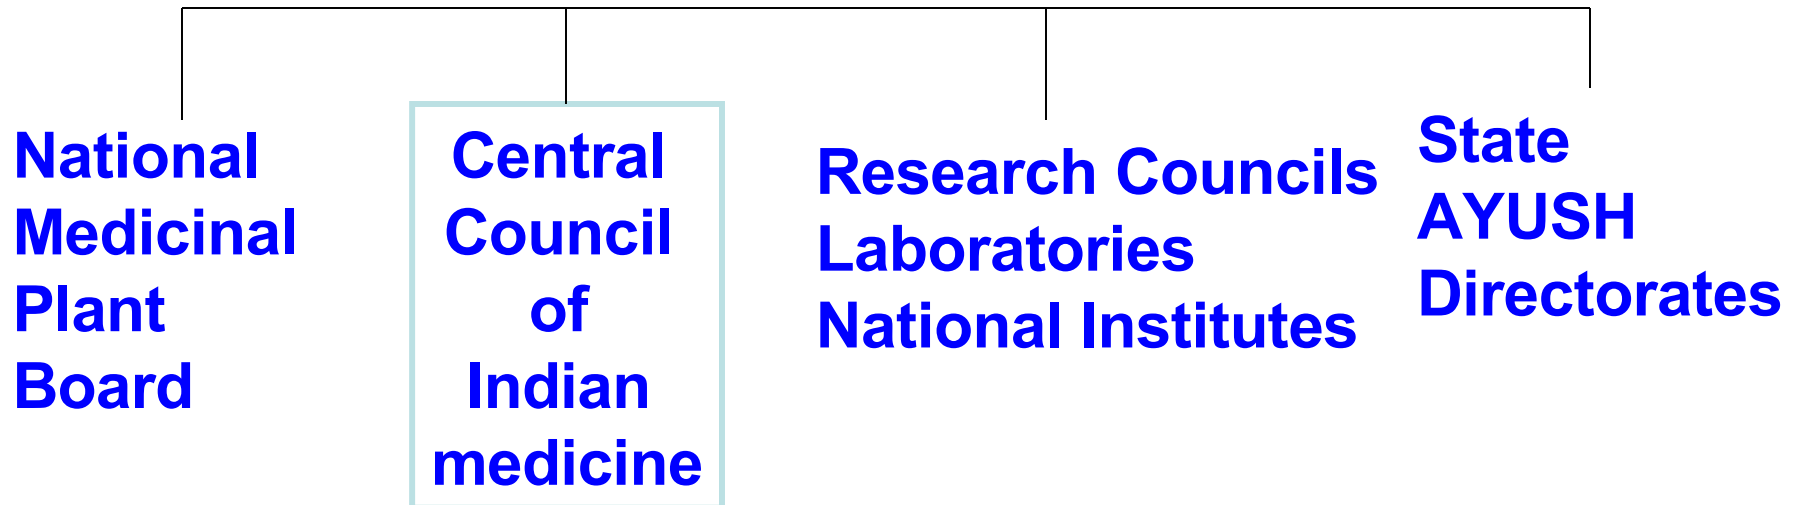 National
Medicinal
Plant
Board
Central
Council
of
Indian
medicine
Research Councils
Laboratories
National Institutes
State
AYUSH
Directorates